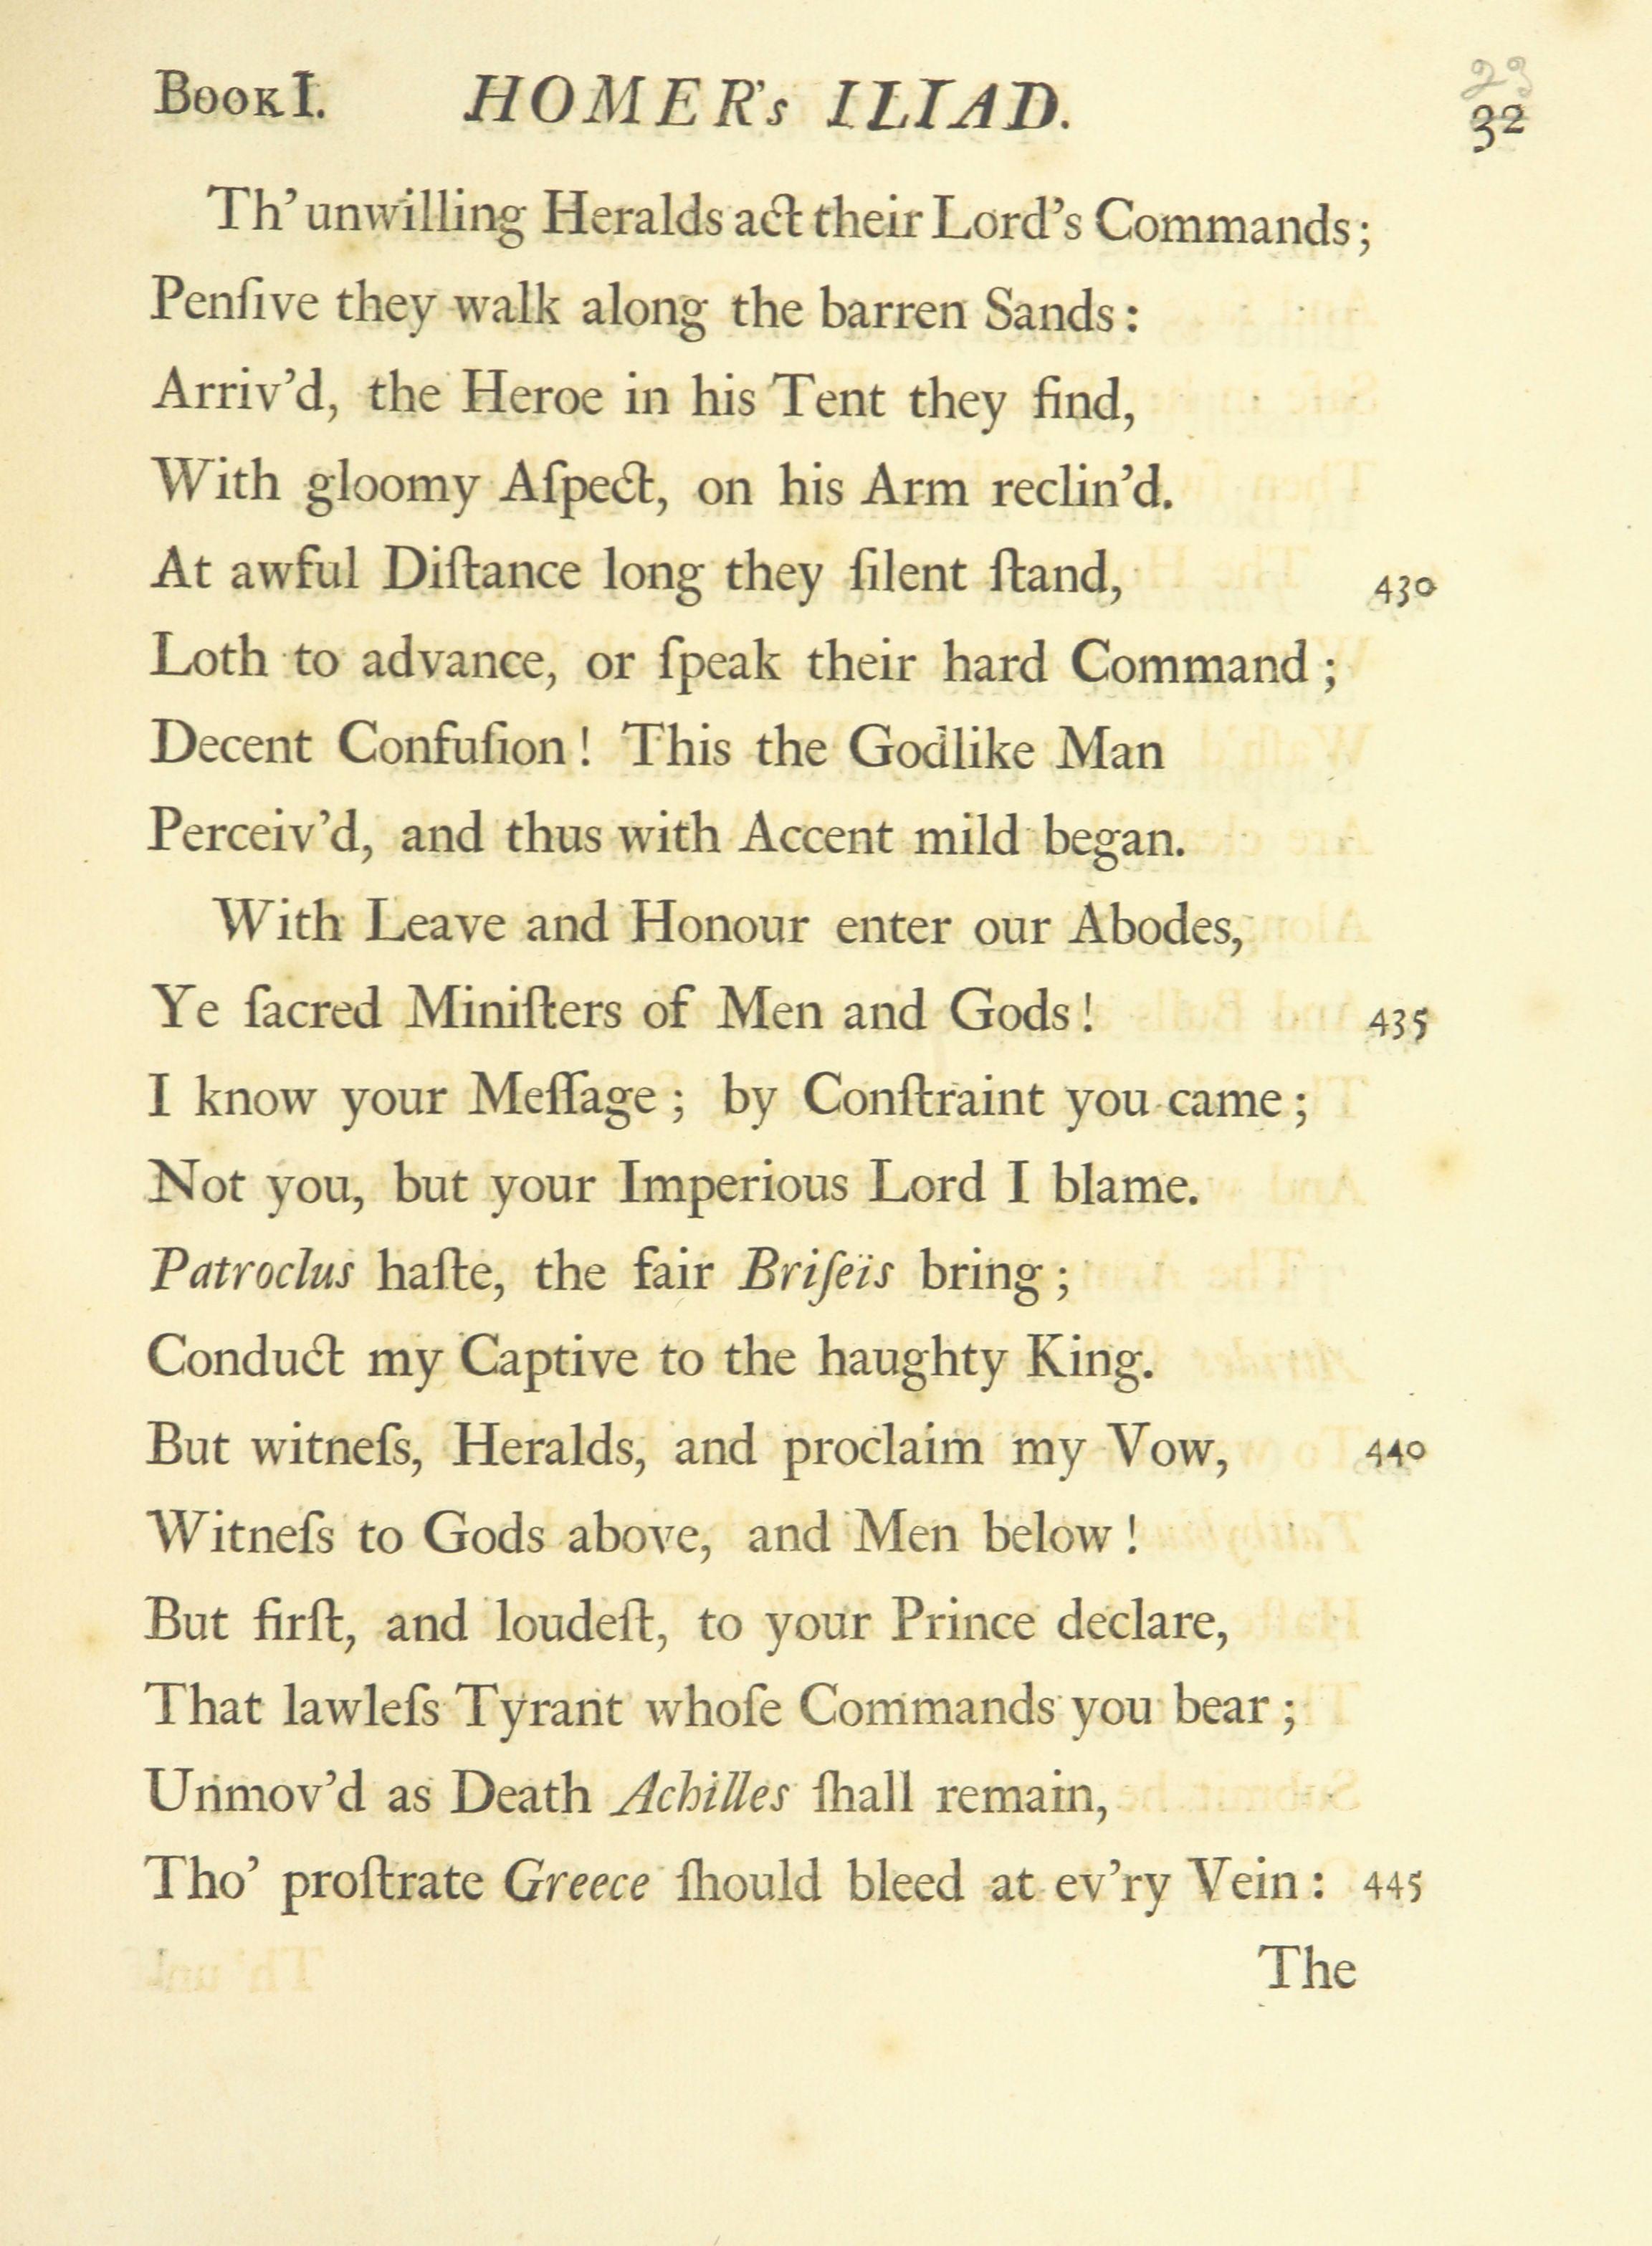 BOOK I. HOMER's ILIAD. 32
23
Th' unwilling Heralds act their Lord's Commands;
Penſive they walk along the barren Sands:
Arriv'd, the Heroe in his Tent they find,
With gloomy Aſpect, on his Arm reclin'd.
At awful Diſtance long they ſilent ſtand, 430
Loth to advance, or ſpeak their hard Command;
Decent Confuſion! This the Godlike Man
Perceiv'd, and thus with Accent mild began.
With Leave and Honour enter our Abodes,
Ye ſacred Miniſters of Men and Gods! 435
I know your Meſſage; by Conſtraint you came;
Not you, but your Imperious Lord I blame.
Patroclus haſte, the fair Briſeïs bring;
Conduct my Captive to the haughty King.
But witneſs, Heralds, and proclaim my Vow, 440
Witneſs to Gods above, and Men below!
But firſt, and loudeſt, to your Prince declare,
That lawleſs Tyrant whoſe Commands you bear;
Unmov'd as Death Achilles ſhall remain,
Tho' proſtrate Greece ſhould bleed at ev'ry Vein: 445
The